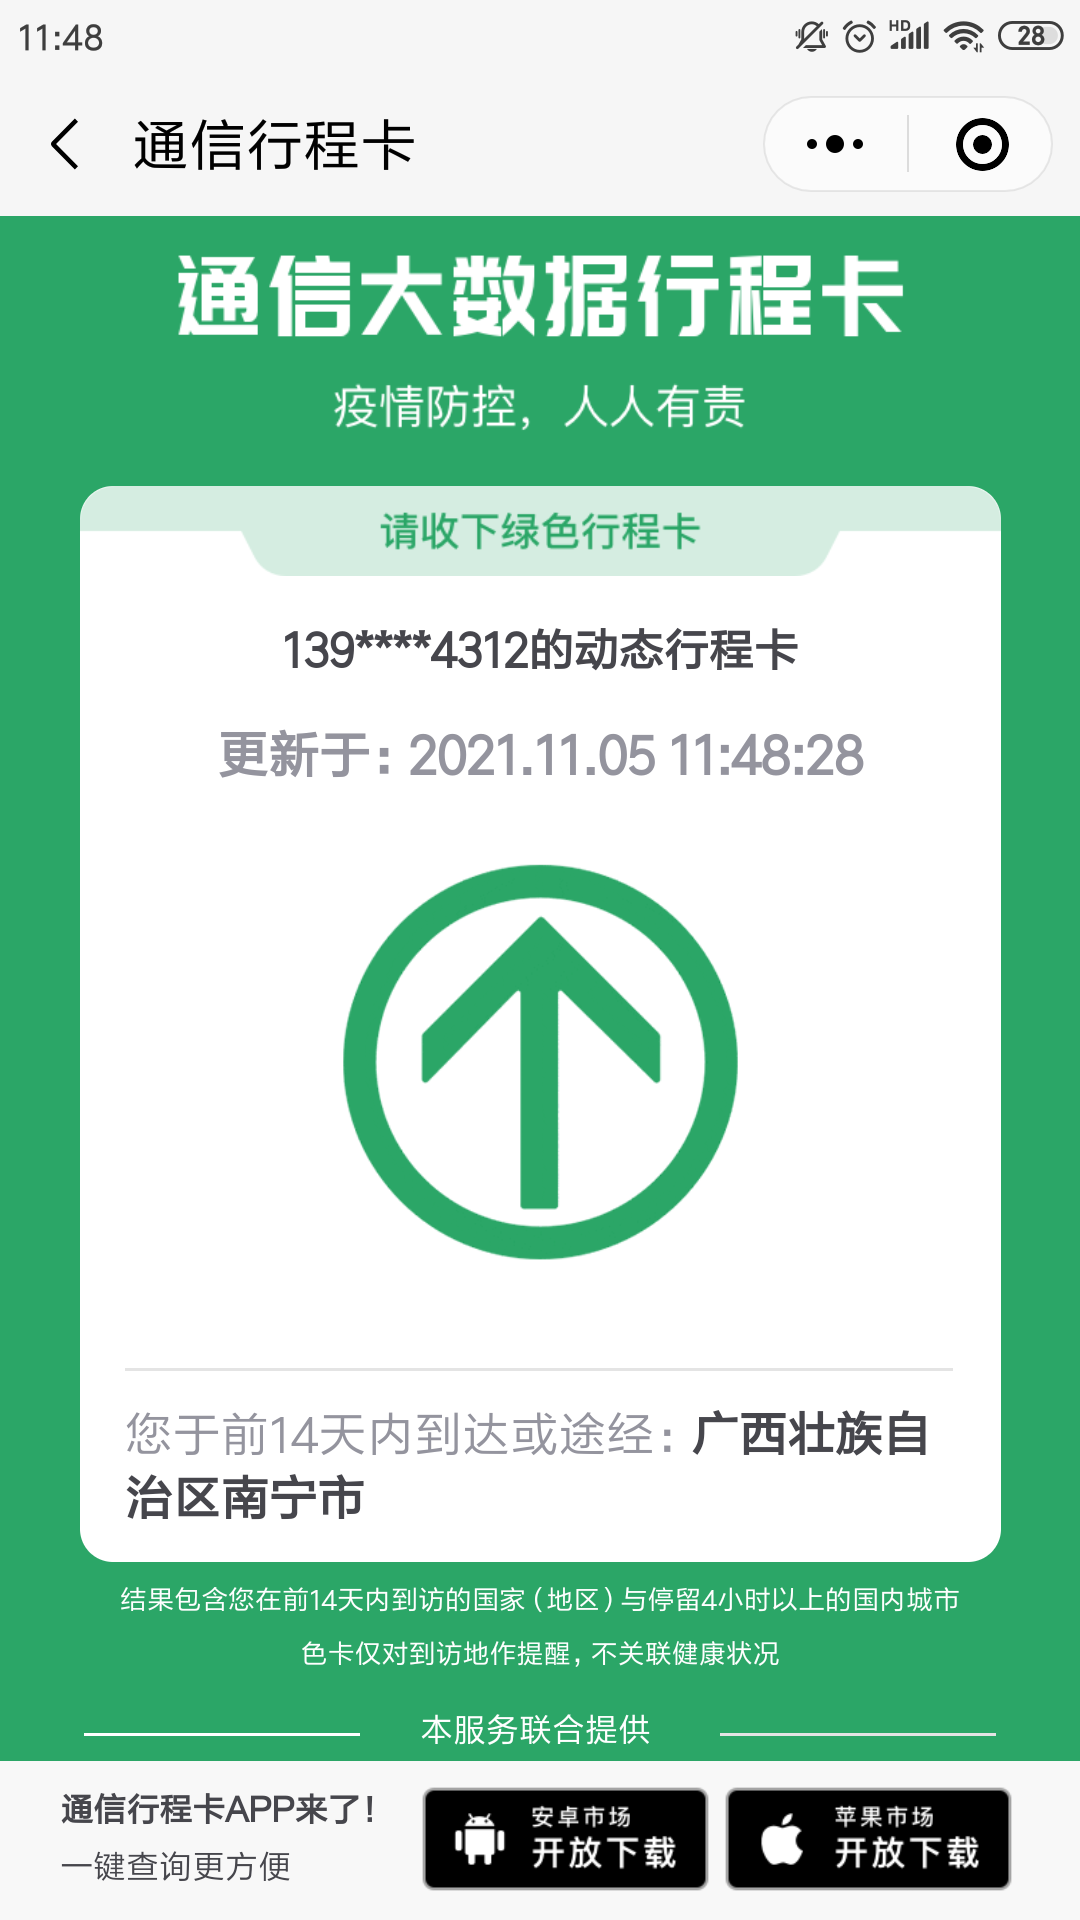 11:48
HD
28
通信行程卡
通信大数据行程卡
疫情防控，人人有责
请收下绿色行程卡
139****4312的动态行程卡
更新于：2021.11.05 11:48:28
您于前14天内到达或途经：广西壮族自
治区南宁市
结果包含您在前14天内到访的国家（地区）与停留4小时以上的国内城市
色卡仅对到访地作提醒，不关联健康状况
本服务联合提供
通信行程卡APP来了！
一键查询更方便
安卓市场
开放下载
苹果市场
开放下载